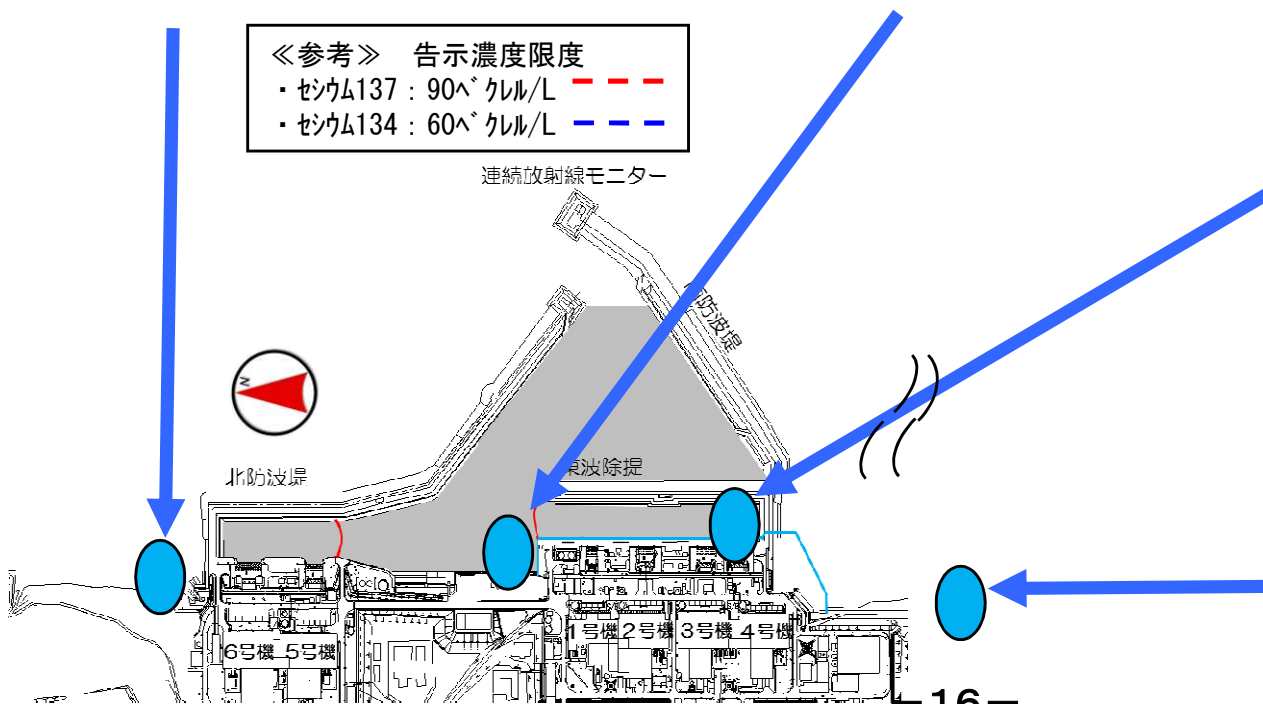 ≪参考≫ 告示濃度限度
・ｾｼｳﾑ137：90ﾍﾞｸﾚﾙ/L
・ｾｼｳﾑ134：60ﾍﾞｸﾚﾙ/L
連続放射線モニター
防波堤
N
北防波堤
東波除堤
1号機 2号機 3号機 4号機
6号機 5号機
－16－